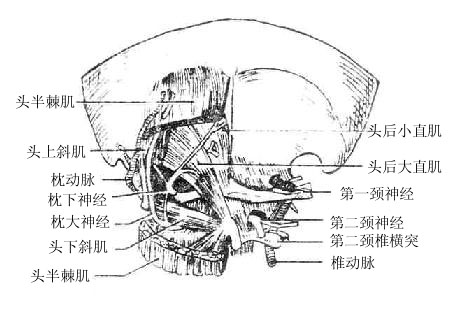 头半棘肌
头上斜肌
枕动脉
枕下神经
枕大神经
头下斜肌
头半棘肌
头后小直肌
头后大直肌
第一颈神经
第二颈神经
第二颈椎横突
椎动脉